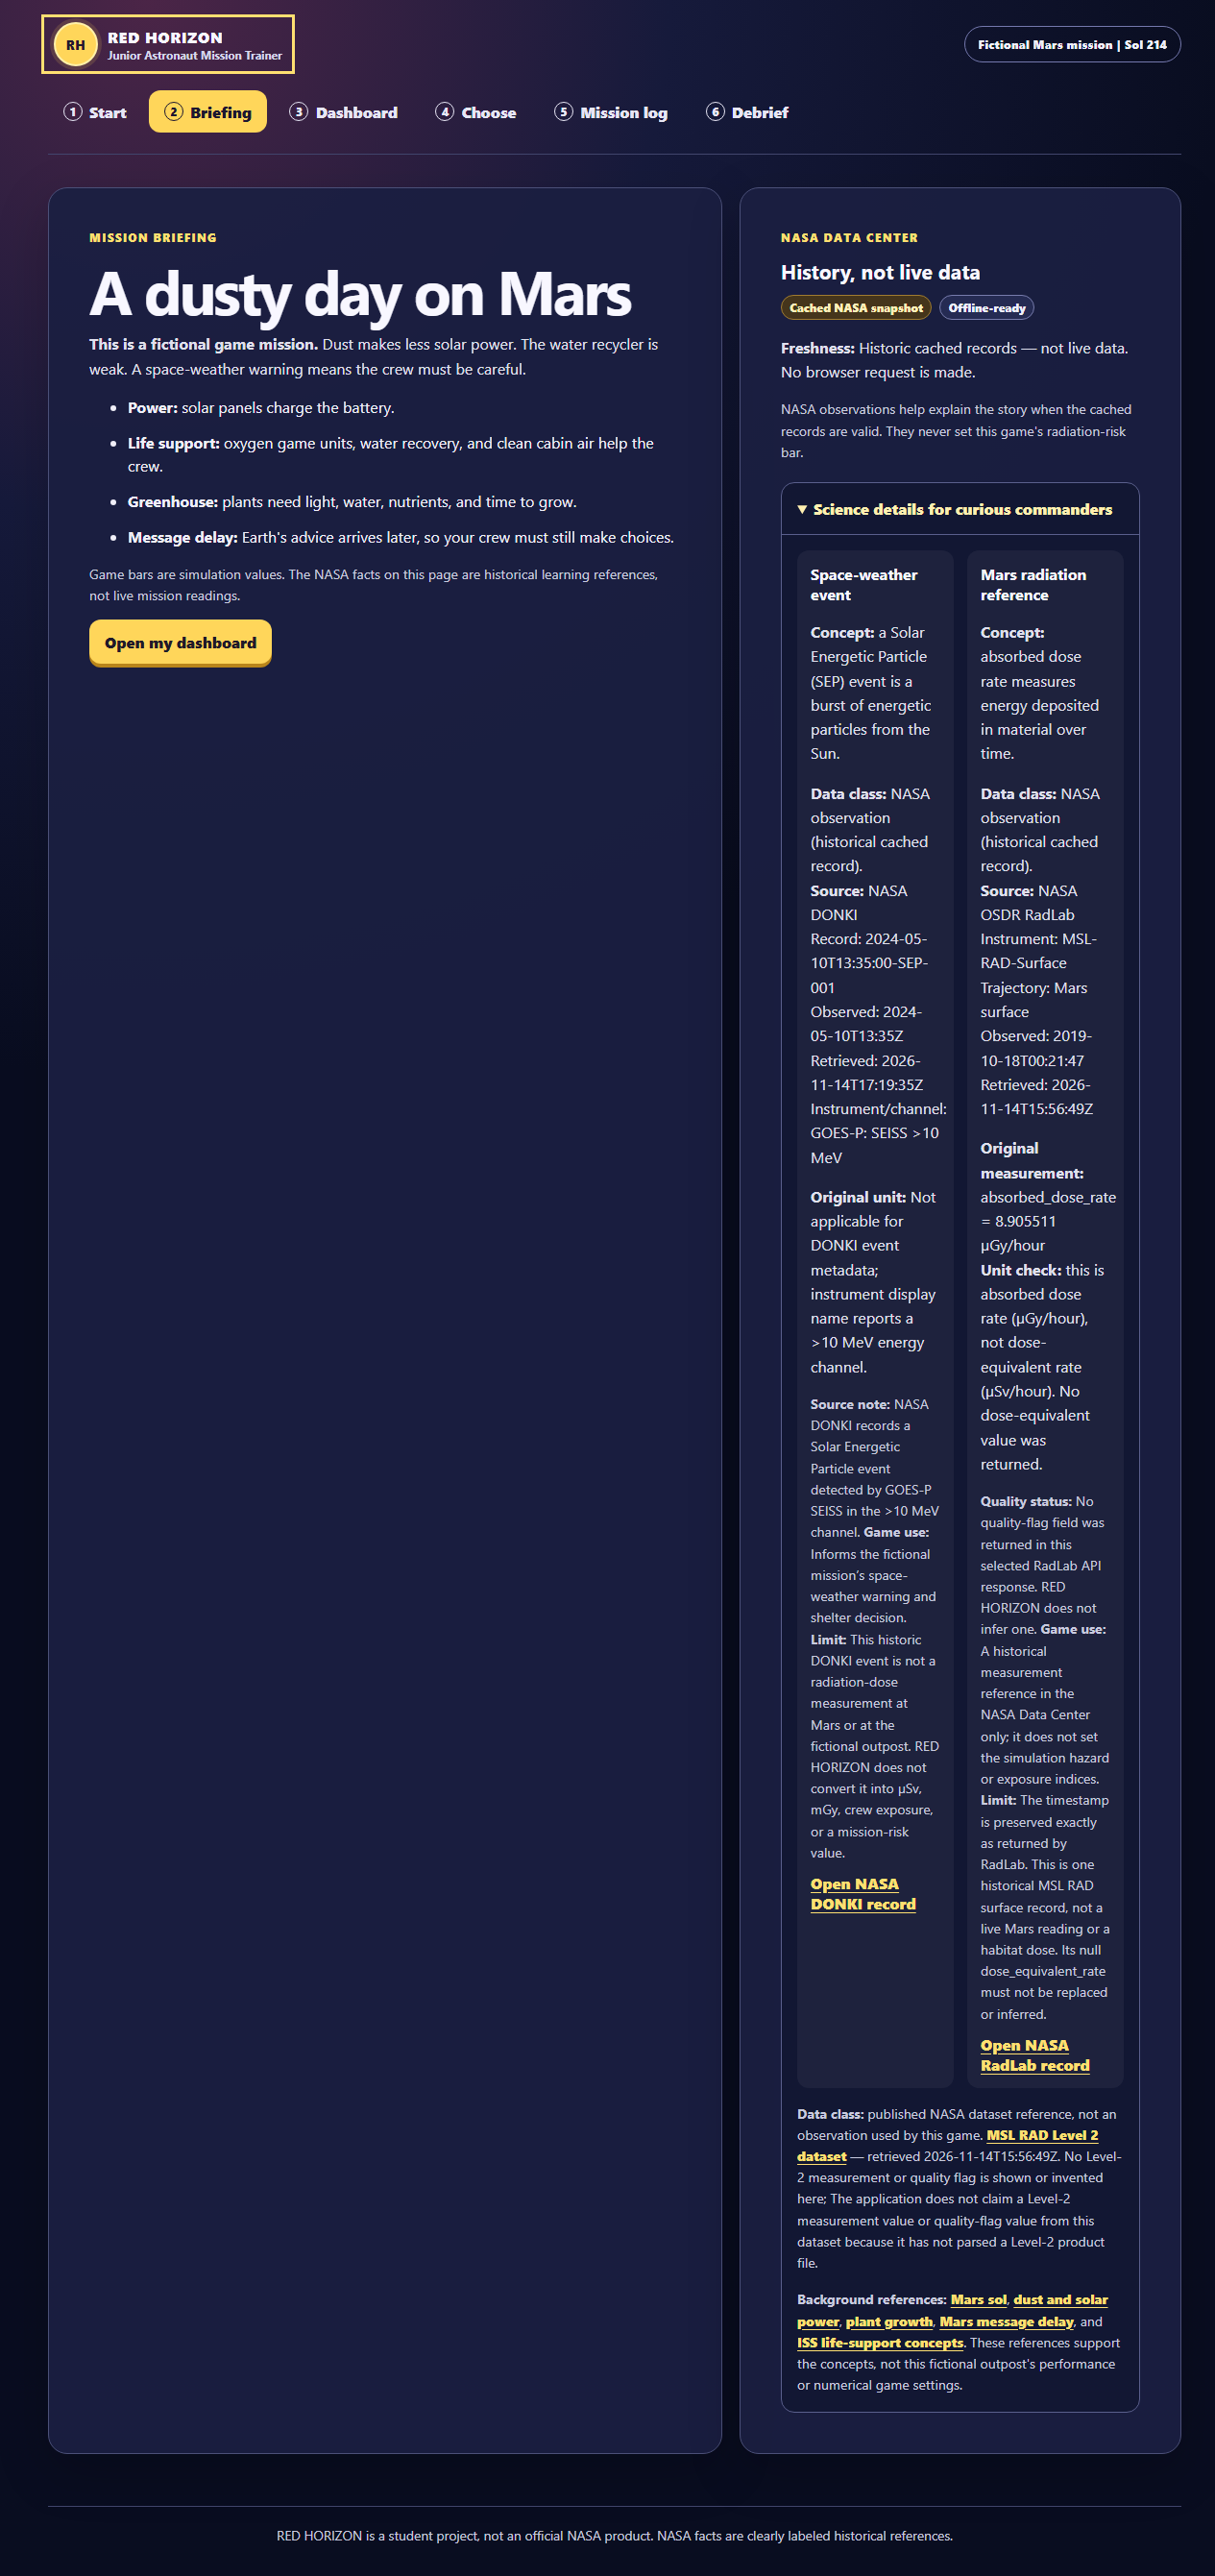 RH
RED HORIZON
Junior Astronaut Mission Trainer
Fictional Mars mission | Sol 214
1 Start
2 Briefing
3 Dashboard
4 Choose
5 Mission log
6 Debrief
MISSION BRIEFING
A dusty day on Mars
This is a fictional game mission. Dust makes less solar power. The water recycler is
weak. A space-weather warning means the crew must be careful.
• Power: solar panels charge the battery.
• Life support: oxygen game units, water recovery, and clean cabin air help the
crew.
• Greenhouse: plants need light, water, nutrients, and time to grow.
• Message delay: Earth's advice arrives later, so your crew must still make choices.
Game bars are simulation values. The NASA facts on this page are historical learning references,
not live mission readings.
Open my dashboard
NASA DATA CENTER
History, not live data
Cached NASA snapshot
Offline-ready
Freshness: Historic cached records — not live data.
No browser request is made.
NASA observations help explain the story when the cached
records are valid. They never set this game's radiation-risk
bar.
▼ Science details for curious commanders
Space-weather
event
Concept: a Solar
Energetic Particle
(SEP) event is a
burst of energetic
particles from the
Sun.
Data class: NASA
observation
(historical cached
record).
Source: NASA
DONKI
Record: 2024-05-
10T13:35:00-SEP-
001
Observed: 2024-
05-10T13:35Z
Retrieved: 2026-
11-14T17:19:35Z
Instrument/channel:
GOES-P: SEISS >10
MeV
Original unit: Not
applicable for
DONKI event
metadata;
instrument display
name reports a
>10 MeV energy
channel.
Source note: NASA
DONKI records a
Solar Energetic
Particle event
detected by GOES-P
SEISS in the >10 MeV
channel. Game use:
Informs the fictional
mission's space-
weather warning and
shelter decision.
Limit: This historic
DONKI event is not a
radiation-dose
measurement at
Mars or at the
fictional outpost. RED
HORIZON does not
convert it into µSv,
mGy, crew exposure,
or a mission-risk
value.
Open NASA
DONKI record
Mars radiation
reference
Concept:
absorbed dose
rate measures
energy deposited
in material over
time.
Data class: NASA
observation
(historical cached
record).
Source: NASA
OSDR RadLab
Instrument: MSL-
RAD-Surface
Trajectory: Mars
surface
Observed: 2019-
10-18T00:21:47
Retrieved: 2026-
11-14T15:56:49Z
Original
measurement:
absorbed_dose_rate
= 8.905511
µGy/hour
Unit check: this is
absorbed dose
rate (µGy/hour),
not dose-
equivalent rate
(µSv/hour). No
dose-equivalent
value was
returned.
Quality status: No
quality-flag field was
returned in this
selected RadLab API
response. RED
HORIZON does not
infer one. Game use:
A historical
measurement
reference in the
NASA Data Center
only; it does not set
the simulation hazard
or exposure indices.
Limit: The timestamp
is preserved exactly
as returned by
RadLab. This is one
historical MSL RAD
surface record, not a
live Mars reading or a
habitat dose. Its null
dose_equivalent_rate
must not be replaced
or inferred.
Open NASA
RadLab record
Data class: published NASA dataset reference, not an
observation used by this game. MSL RAD Level 2
dataset — retrieved 2026-11-14T15:56:49Z. No Level-
2 measurement or quality flag is shown or invented
here; The application does not claim a Level-2
measurement value or quality-flag value from this
dataset because it has not parsed a Level-2 product
file.
Background references: Mars sol, dust and solar
power, plant growth, Mars message delay, and
ISS life-support concepts. These references support
the concepts, not this fictional outpost's performance
or numerical game settings.
RED HORIZON is a student project, not an official NASA product. NASA facts are clearly labeled historical references.